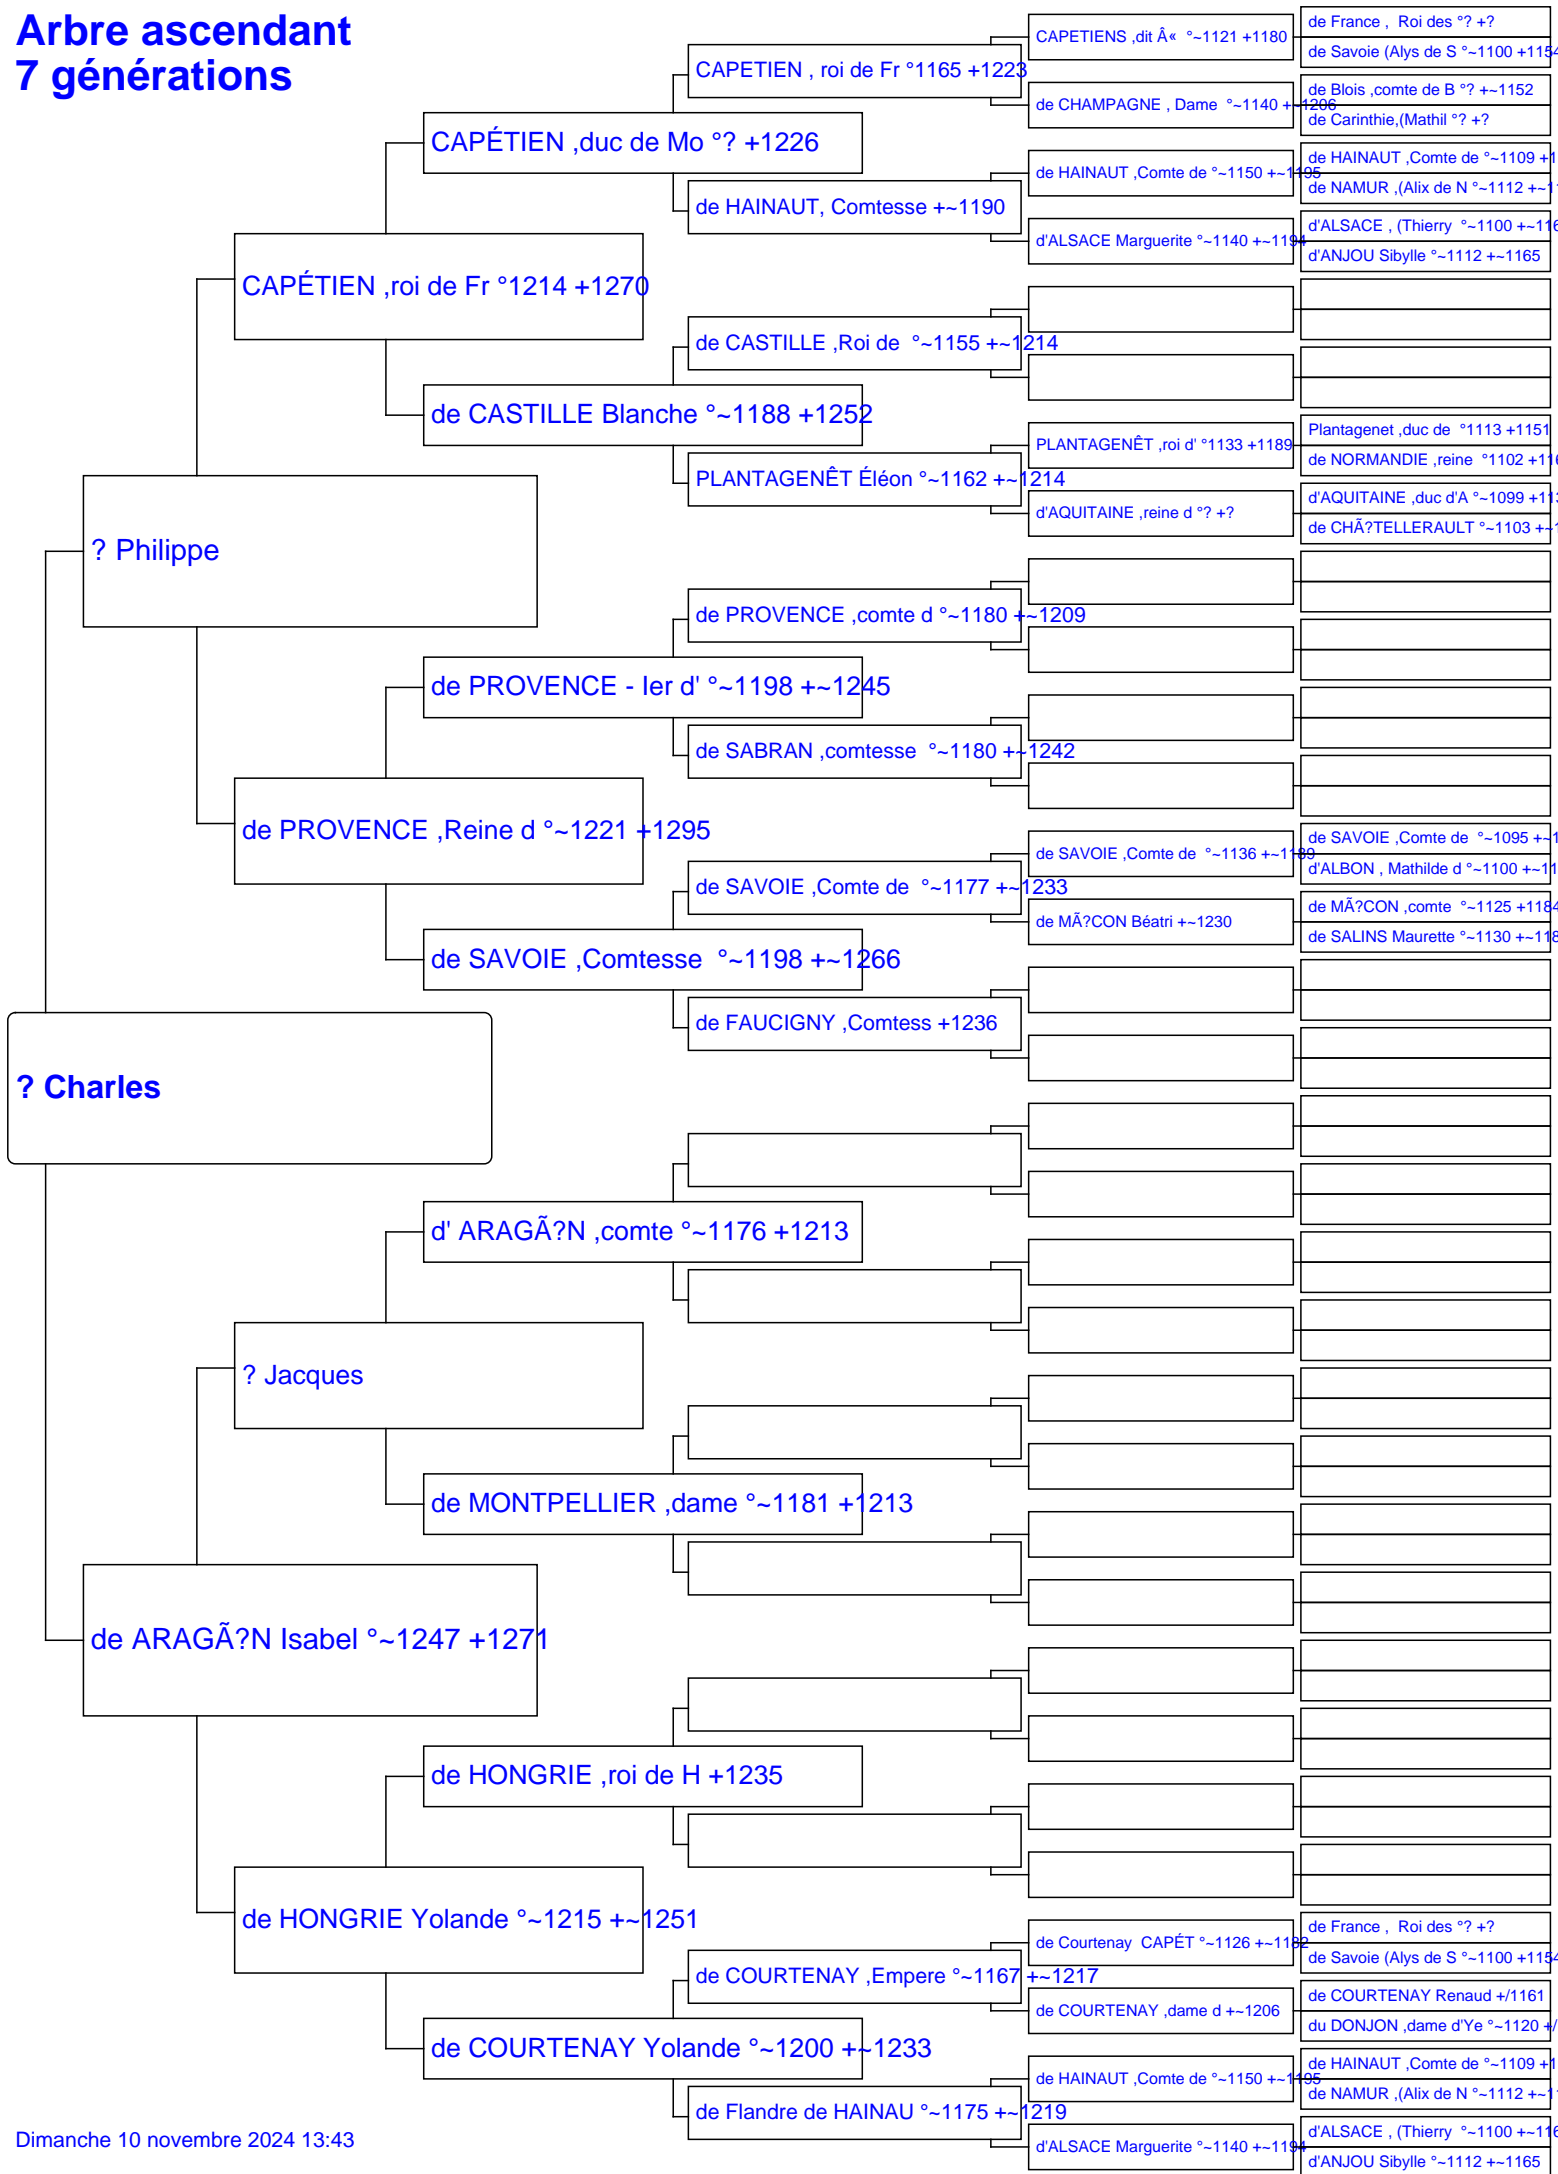 Arbre ascendant
7 générations
? Charles
? Philippe
de ARAGÃ?N Isabel °~1247 +1271
CAPÉTIEN ,roi de Fr °1214 +1270
de PROVENCE ,Reine d °~1221 +1295
? Jacques
de HONGRIE Yolande °~1215 +~1251
CAPÉTIEN ,duc de Mo °? +1226
de CASTILLE Blanche °~1188 +1252
de PROVENCE - Ier d' °~1198 +~1245
de SAVOIE ,Comtesse °~1198 +~1266
d' ARAGÃ?N ,comte °~1176 +1213
de MONTPELLIER ,dame °~1181 +1213
de HONGRIE ,roi de H +1235
de COURTENAY Yolande °~1200 +~1233
CAPETIEN , roi de Fr °1165 +1223
de HAINAUT, Comtesse +~1190
de CASTILLE ,Roi de °~1155 +~1214
PLANTAGENÊT Éléon °~1162 +~1214
de PROVENCE ,comte d °~1180 +~1209
de SABRAN ,comtesse °~1180 +~1242
de SAVOIE ,Comte de °~1177 +~1233
de FAUCIGNY ,Comtess +1236
de COURTENAY ,Empere °~1167 +~1217
de Flandre de HAINAU °~1175 +~1219
CAPETIENS ,dit Â« °~1121 +1180
de CHAMPAGNE , Dame °~1140 +~1206
de HAINAUT ,Comte de °~1150 +~1195
d'ALSACE Marguerite °~1140 +~1194
PLANTAGENÊT ,roi d' °1133 +1189
d'AQUITAINE ,reine d °? +?
de SAVOIE ,Comte de °~1136 +~1189
de MÃ?CON Béatri +~1230
de Courtenay CAPÉT °~1126 +~1182
de COURTENAY ,dame d +~1206
de HAINAUT ,Comte de °~1150 +~1195
d'ALSACE Marguerite °~1140 +~1194
de France , Roi des °? +?
de Savoie (Alys de S °~1100 +1154
de Blois ,comte de B °? +~1152
de Carinthie,(Mathil °? +?
de HAINAUT ,Comte de °~1109 +1
de NAMUR ,(Alix de N °~1112 +~1
d'ALSACE , (Thierry °~1100 +~116
d'ANJOU Sibylle °~1112 +~1165
Plantagenet ,duc de °1113 +1151
de NORMANDIE ,reine °1102 +116
d'AQUITAINE ,duc d'A °~1099 +113
de CHÃ?TELLERAULT °~1103 +~1
de SAVOIE ,Comte de °~1095 +~1
d'ALBON , Mathilde d °~1100 +~11
de MÃ?CON ,comte °~1125 +1184
de SALINS Maurette °~1130 +~118
de France , Roi des °? +?
de Savoie (Alys de S °~1100 +1154
de COURTENAY Renaud +/1161
du DONJON ,dame d'Ye °~1120 +/
de HAINAUT ,Comte de °~1109 +1
de NAMUR ,(Alix de N °~1112 +~1
d'ALSACE , (Thierry °~1100 +~116
d'ANJOU Sibylle °~1112 +~1165
Dimanche 10 novembre 2024 13:43